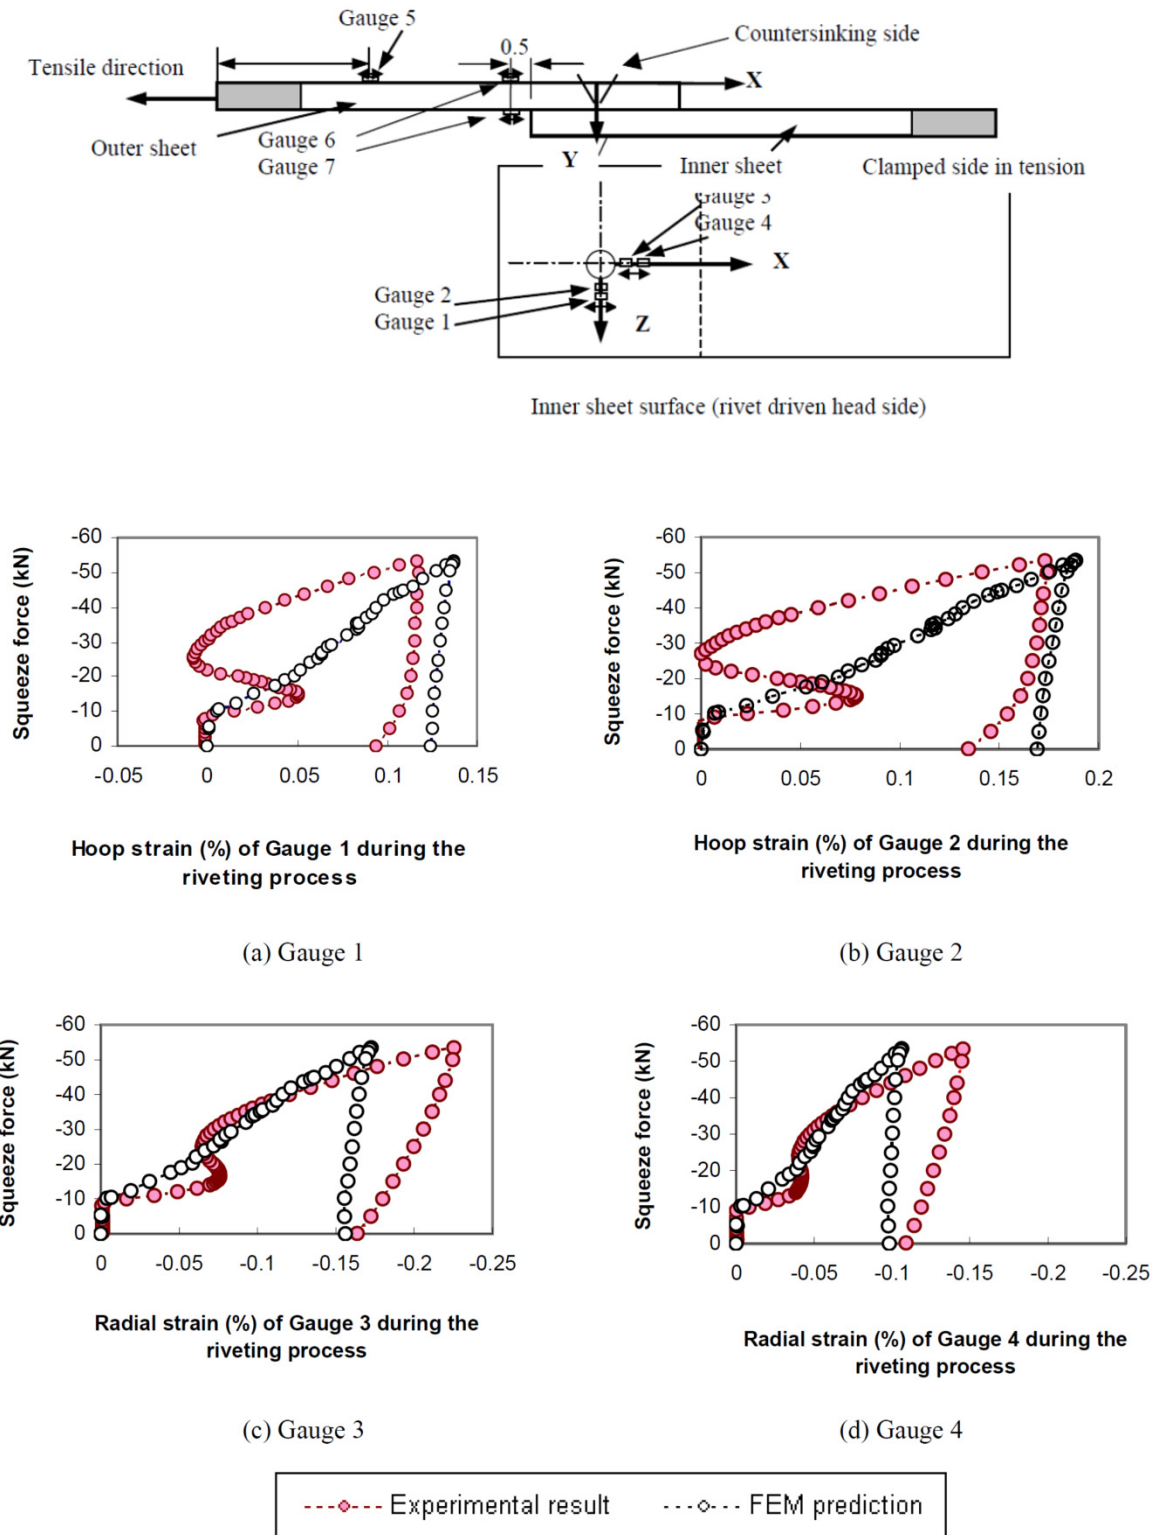 Gauge 5
Countersinking side
0.5
Tensile direction
X
Outer sheet
Gauge 6
Gauge 7
Y
Inner sheet
Clamped side in tension
Gauge 3
Gauge 4
X
Gauge 2
Gauge 1
Z
Inner sheet surface (rivet driven head side)
Squeeze force (kN)
-60
-50
-40
-30
-20
-10
0
-0.05 0 0.05 0.1 0.15
Hoop strain (%) of Gauge 1 during the
riveting process
(a) Gauge 1
Squeeze force (kN)
-60
-50
-40
-30
-20
-10
0
0 0.05 0.1 0.15 0.2
Hoop strain (%) of Gauge 2 during the
riveting process
(b) Gauge 2
Squeeze force (kN)
-60
-50
-40
-30
-20
-10
0
0 -0.05 -0.1 -0.15 -0.2 -0.25
Radial strain (%) of Gauge 3 during the
riveting process
(c) Gauge 3
Squeeze force (kN)
-60
-50
-40
-30
-20
-10
0
0 -0.05 -0.1 -0.15 -0.2 -0.25
Radial strain (%) of Gauge 4 during the
riveting process
(d) Gauge 4
Experimental result
FEM prediction